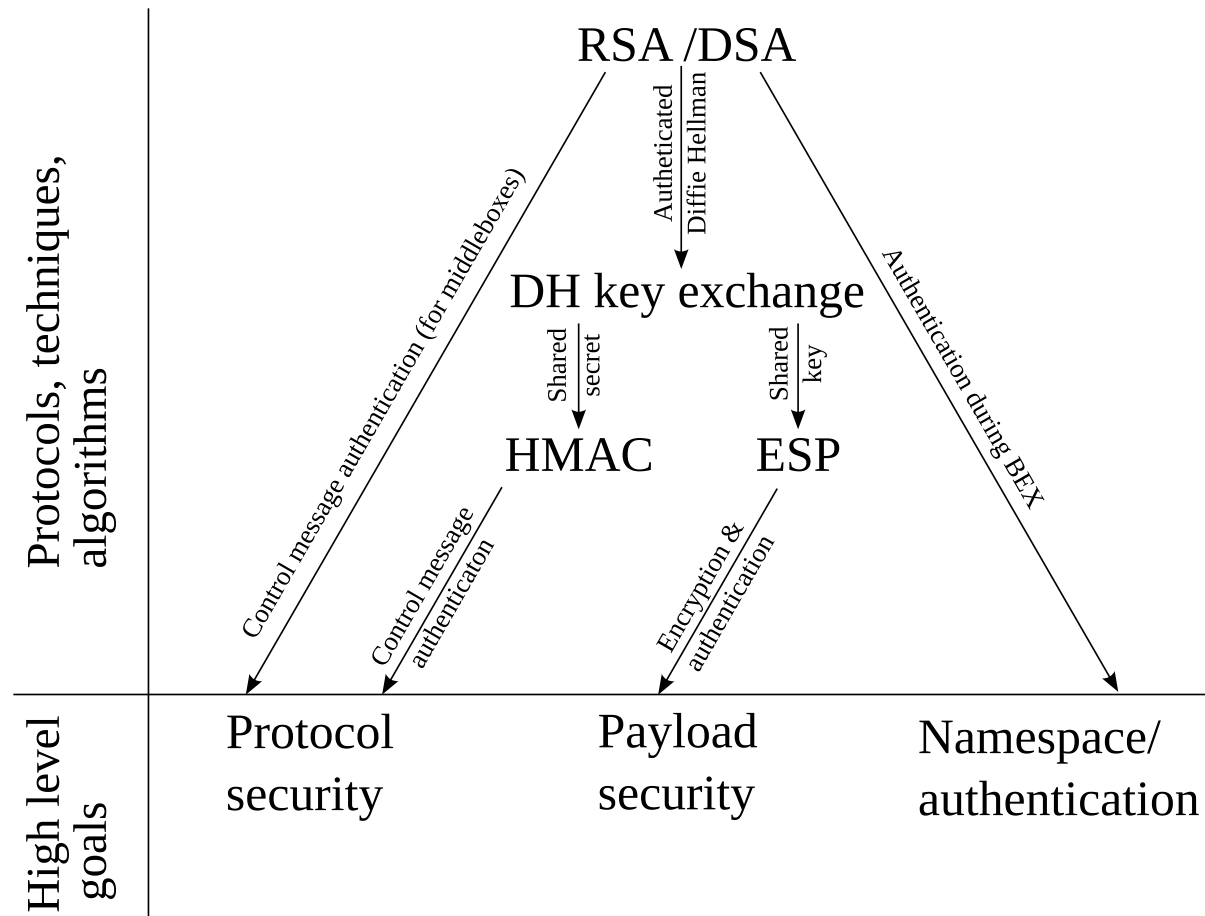 RSA /DSA
Autheticated
Diffie Hellman
Control message authentication (for middleboxes)
Authentication during BEX
DH key exchange
Shared
secret
Shared
key
HMAC
ESP
Control message
authenticaton
Encryption &
authentication
Protocols, techniques,
algorithms
High level
goals
Protocol
security
Payload
security
Namespace/
authentication